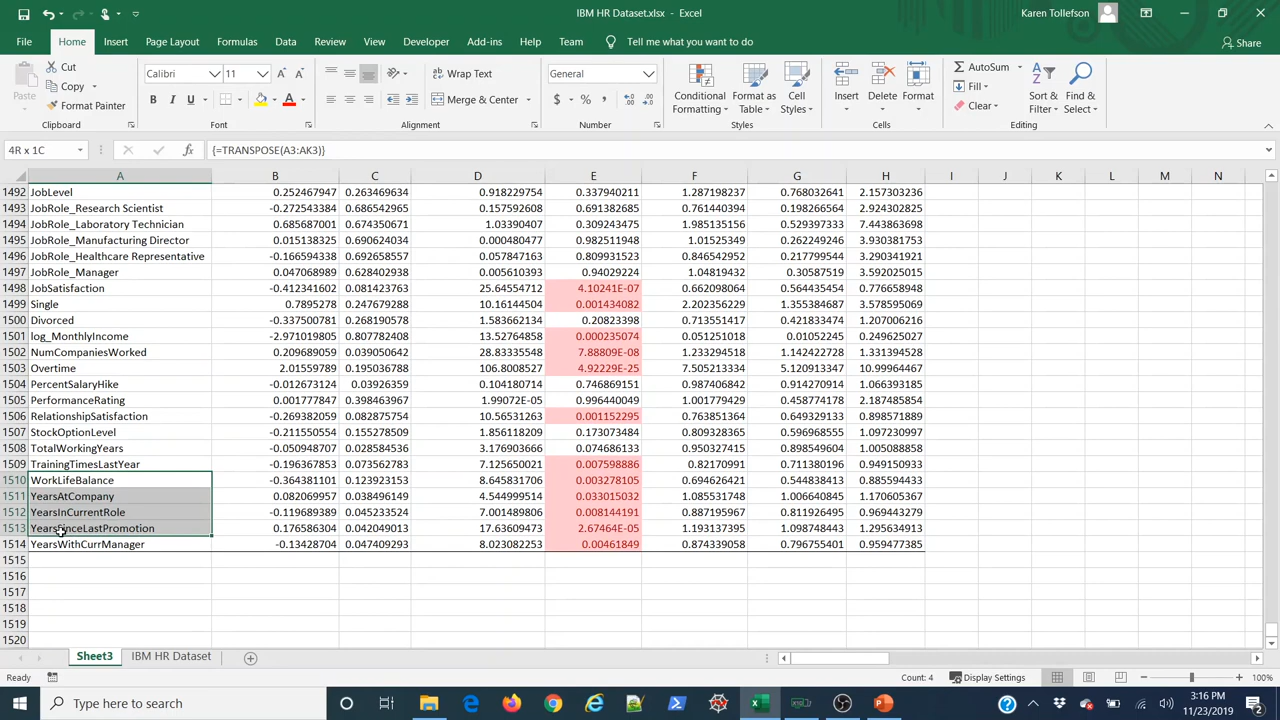 IBM HR Dataset.xlsx - Excel
Karen Tollefson
File Home Insert Page Layout Formulas Data Review View Developer Add-ins Help Team Tell me what you want to do Share
Paste Cut Copy Format Painter Clipboard
Calibri 11 B I U A Font
Wrap Text Merge & Center Alignment
General $ % , Number
Conditional Formatting Format as Table Cell Styles Styles
Insert Delete Format Cells
AutoSum Fill Clear Sort & Filter Find & Select Editing
4R x 1C fx {=TRANSPOSE(A3:AK3)}
A B C D E F G H I J K L M N
1492 JobLevel 0.252467947 0.263469634 0.918229754 0.337940211 1.287198237 0.768032641 2.157303236
1493 JobRole_Research Scientist -0.272543384 0.686542965 0.157592608 0.691382685 0.761440394 0.198266564 2.924302825
1494 JobRole_Laboratory Technician 0.685687001 0.674350671 1.03390407 0.309243475 1.985135156 0.529397333 7.443863698
1495 JobRole_Manufacturing Director 0.015138325 0.690624034 0.000480477 0.982511948 1.01525349 0.262249246 3.930381753
1496 JobRole_Healthcare Representative -0.166594338 0.692658557 0.057847163 0.809931523 0.846542952 0.217799544 3.290341921
1497 JobRole_Manager 0.047068989 0.628402938 0.005610393 0.94029224 1.04819432 0.30587519 3.592025015
1498 JobSatisfaction -0.412341602 0.081423763 25.64554712 4.10241E-07 0.662098064 0.564435454 0.776658948
1499 Single 0.7895278 0.247679288 10.16144504 0.001434082 2.202356229 1.355384687 3.578595069
1500 Divorced -0.337500781 0.268190578 1.583662134 0.20823398 0.713551417 0.421833474 1.207006216
1501 log_MonthlyIncome -2.971019805 0.807782408 13.52764858 0.000235074 0.051251018 0.01052245 0.249625027
1502 NumCompaniesWorked 0.209689059 0.039050642 28.83335548 7.88809E-08 1.233294518 1.142422728 1.331394528
1503 Overtime 2.01559789 0.195036788 106.8008527 4.92229E-25 7.505213334 5.120913347 10.99964467
1504 PercentSalaryHike -0.012673124 0.03926359 0.104180714 0.746869151 0.987406842 0.914270914 1.066393185
1505 PerformanceRating 0.001777847 0.398463967 1.99072E-05 0.996440049 1.001779429 0.458774178 2.187485854
1506 RelationshipSatisfaction -0.269382059 0.082875754 10.56531263 0.001152295 0.763851364 0.649329133 0.898571889
1507 StockOptionLevel -0.211550554 0.155278509 1.856118209 0.173073484 0.809328365 0.596968555 1.097230997
1508 TotalWorkingYears -0.050948707 0.028584536 3.176903666 0.074686133 0.950327415 0.898549604 1.005088858
1509 TrainingTimesLastYear -0.196367853 0.073562783 7.125650021 0.007598886 0.82170991 0.711380196 0.949150933
1510 WorkLifeBalance -0.364381101 0.123923153 8.645831706 0.003278105 0.694626421 0.544838413 0.885594433
1511 YearsAtCompany 0.082069957 0.038496149 4.544999514 0.033015032 1.085531748 1.006640845 1.170605367
1512 YearsInCurrentRole -0.119689389 0.045233524 7.001489806 0.008144191 0.887195967 0.811020905 0.969443279
1513 YearsSinceLastPromotion 0.176586304 0.042049013 17.63609473 2.67464E-05 1.193137395 1.098748443 1.295634913
1514 YearsWithCurrManager -0.13428704 0.047409293 8.023082253 0.00461849 0.874339058 0.796755401 0.959477385
1515
1516
1517
1518
1519
1520
Sheet3 IBM HR Dataset
Ready Count: 4 Display Settings 100%
Type here to search
3:16 PM
11/23/2019